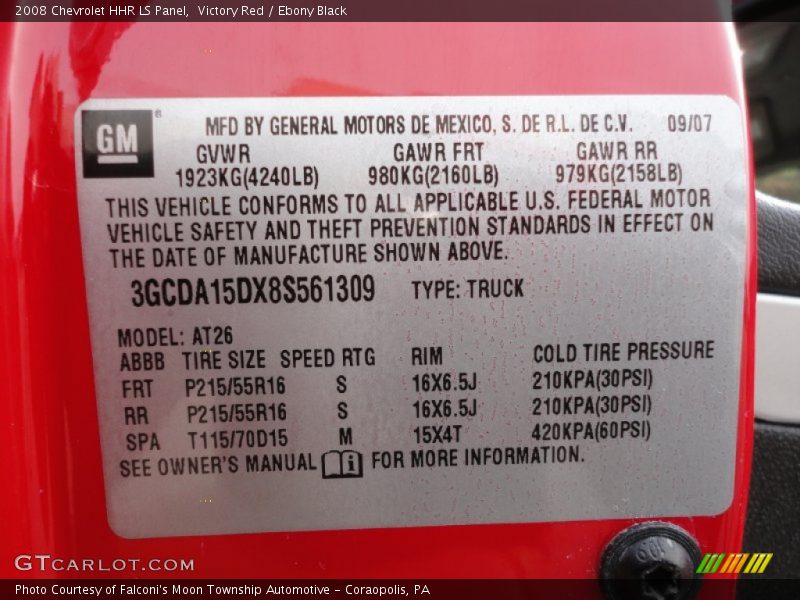 2008 Chevrolet HHR LS Panel,  Victory Red / Ebony Black
GM ®
MFD BY GENERAL MOTORS DE MEXICO, S. DE R.L. DE C.V. 09/07
GVWR GAWR FRT GAWR RR
1923KG(4240LB) 980KG(2160LB) 979KG(2158LB)
THIS VEHICLE CONFORMS TO ALL APPLICABLE U.S. FEDERAL MOTOR
VEHICLE SAFETY AND THEFT PREVENTION STANDARDS IN EFFECT ON
THE DATE OF MANUFACTURE SHOWN ABOVE.
3GCDA15DX8S561309 TYPE: TRUCK
MODEL: AT26
ABBB TIRE SIZE SPEED RTG RIM COLD TIRE PRESSURE
FRT P215/55R16 S 16X6.5J 210KPA(30PSI)
RR P215/55R16 S 16X6.5J 210KPA(30PSI)
SPA T115/70D15 M 15X4T 420KPA(60PSI)
SEE OWNER'S MANUAL FOR MORE INFORMATION.
GTCARLOT.COM
Photo Courtesy of Falconi's Moon Township Automotive - Coraopolis, PA